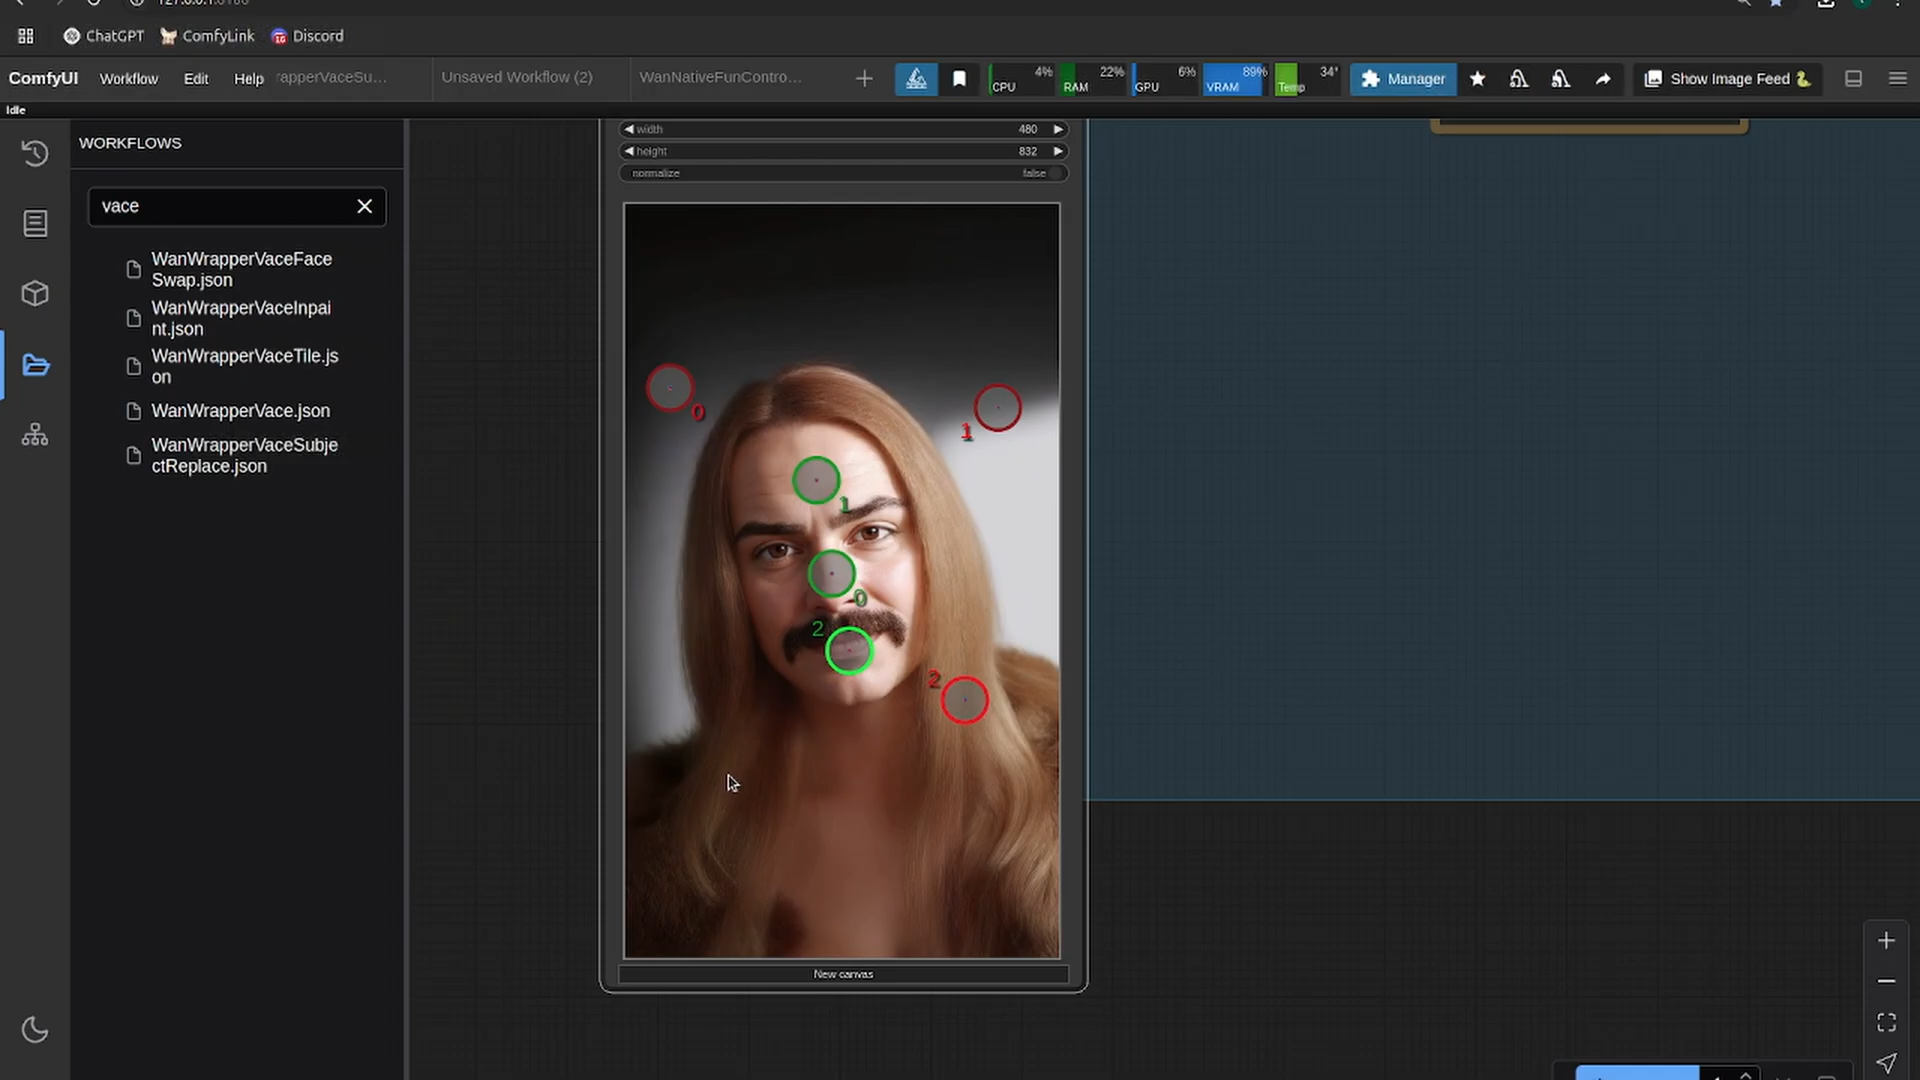 ChatGPT ComfyLink Discord
ComfyUI Workflow Edit Help rapperVaceSu... Unsaved Workflow (2) WanNativeFunContro... CPU 4% RAM 22% GPU 6% VRAM 89% Temp 34° Manager Show Image Feed
Idle
WORKFLOWS
vace
WanWrapperVaceFace
Swap.json
WanWrapperVaceInpai
nt.json
WanWrapperVaceTile.js
on
WanWrapperVace.json
WanWrapperVaceSubje
ctReplace.json
width 480
height 832
normalize false
0
1
1
0
2
2
New canvas